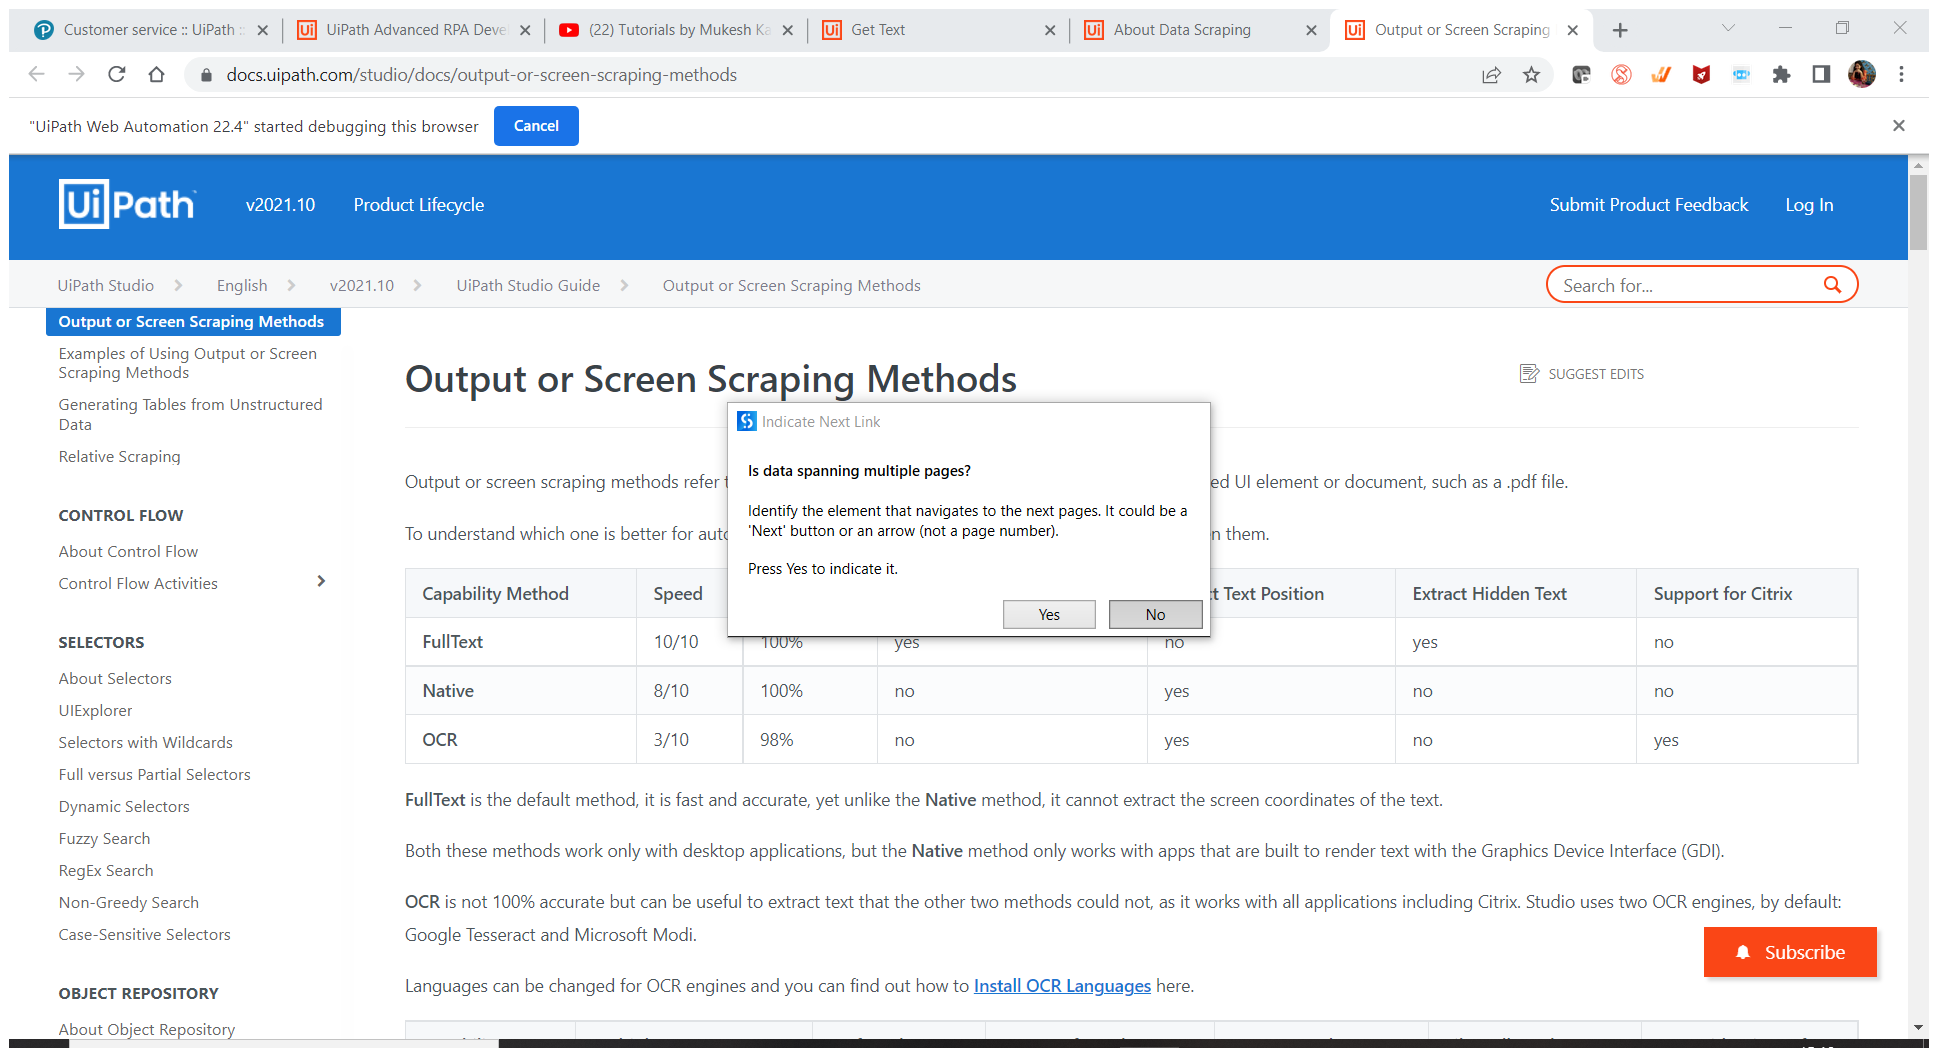 Customer service :: UiPath ::
UiPath Advanced RPA Deve
(22) Tutorials by Mukesh Ka
Get Text
About Data Scraping
Output or Screen Scraping
docs.uipath.com/studio/docs/output-or-screen-scraping-methods
"UiPath Web Automation 22.4" started debugging this browser
Cancel
UiPath
v2021.10
Product Lifecycle
Submit Product Feedback
Log In
UiPath Studio
English
v2021.10
UiPath Studio Guide
Output or Screen Scraping Methods
Search for...
Output or Screen Scraping Methods
Examples of Using Output or Screen
Scraping Methods
Generating Tables from Unstructured
Data
Relative Scraping
CONTROL FLOW
About Control Flow
Control Flow Activities
SELECTORS
About Selectors
UIExplorer
Selectors with Wildcards
Full versus Partial Selectors
Dynamic Selectors
Fuzzy Search
RegEx Search
Non-Greedy Search
Case-Sensitive Selectors
OBJECT REPOSITORY
About Object Repository
Output or Screen Scraping Methods
SUGGEST EDITS
Indicate Next Link
Is data spanning multiple pages?
Identify the element that navigates to the next pages. It could be a
'Next' button or an arrow (not a page number).
Press Yes to indicate it.
Yes
No
Output or screen scraping methods refer t
ed UI element or document, such as a .pdf file.
To understand which one is better for auto
n them.
Capability Method Speed ct Text Position Extract Hidden Text Support for Citrix
FullText 10/10 100% yes no yes no
Native 8/10 100% no yes no no
OCR 3/10 98% no yes no yes
FullText is the default method, it is fast and accurate, yet unlike the Native method, it cannot extract the screen coordinates of the text.
Both these methods work only with desktop applications, but the Native method only works with apps that are built to render text with the Graphics Device Interface (GDI).
OCR is not 100% accurate but can be useful to extract text that the other two methods could not, as it works with all applications including Citrix. Studio uses two OCR engines, by default:
Google Tesseract and Microsoft Modi.
Subscribe
Languages can be changed for OCR engines and you can find out how to Install OCR Languages here.